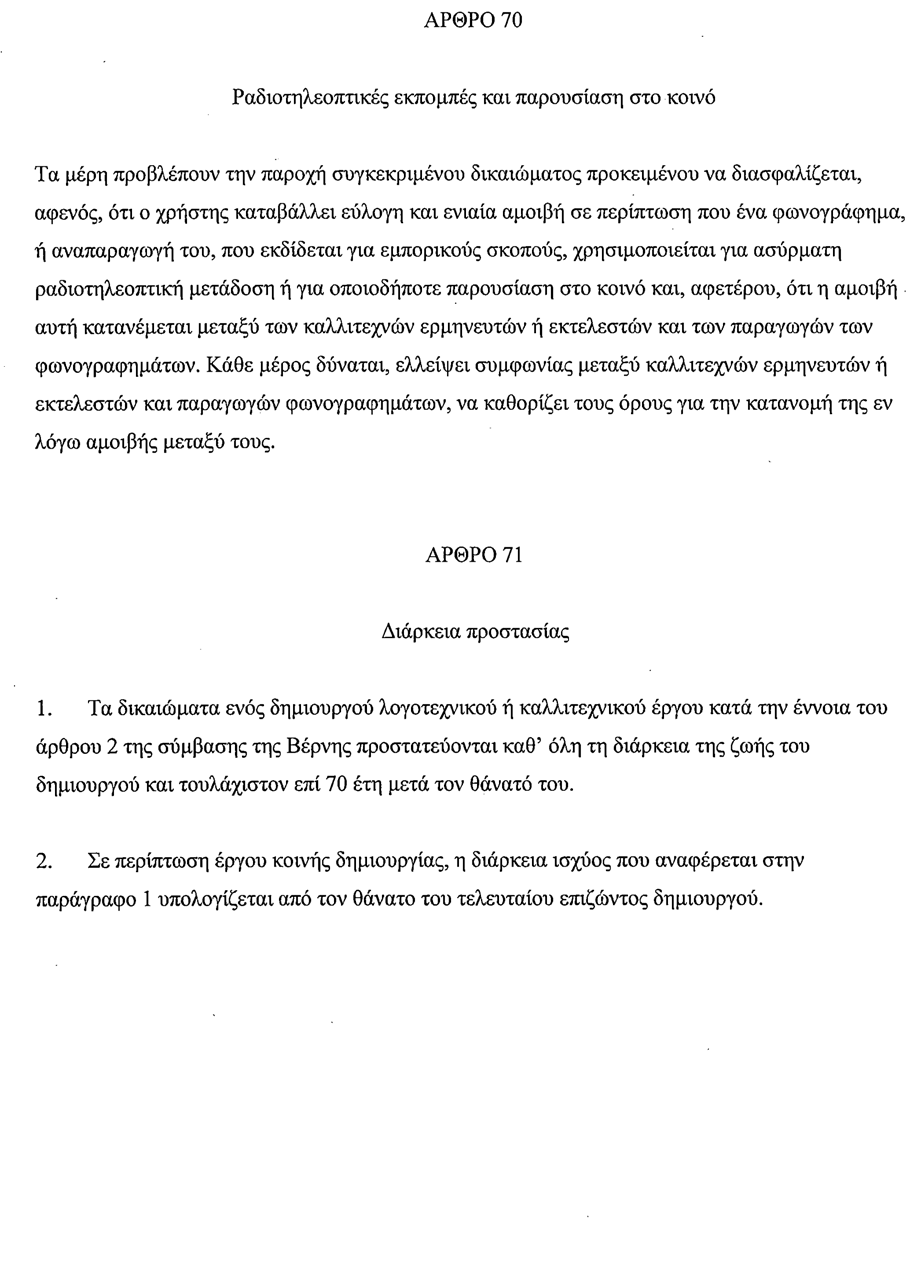 ΑΡΘΡΟ 70
Ραδιοτηλεοπτικές εκπομπές και παρουσίαση στο κοινό
Τα μέρη προβλέπουν την παροχή συγκεκριμένου δικαιώματος προκειμένου να διασφαλίζεται,
αφενός, ότι ο χρήστης καταβάλλει εύλογη και ενιαία αμοιβή σε περίπτωση που ένα φωνογράφημα,
ή αναπαραγωγή του, που εκδίδεται για εμπορικούς σκοπούς, χρησιμοποιείται για ασύρματη
ραδιοτηλεοπτική μετάδοση ή για οποιοδήποτε παρουσίαση στο κοινό και, αφετέρου, ότι η αμοιβή
αυτή κατανέμεται μεταξύ των καλλιτεχνών ερμηνευτών ή εκτελεστών και των παραγωγών των
φωνογραφημάτων. Κάθε μέρος δύναται, ελλείψει συμφωνίας μεταξύ καλλιτεχνών ερμηνευτών ή
εκτελεστών και παραγωγών φωνογραφημάτων, να καθορίζει τους όρους για την κατανομή της εν
λόγω αμοιβής μεταξύ τους.
ΑΡΘΡΟ 71
Διάρκεια προστασίας
1. Τα δικαιώματα ενός δημιουργού λογοτεχνικού ή καλλιτεχνικού έργου κατά την έννοια του
άρθρου 2 της σύμβασης της Βέρνης προστατεύονται καθ’ όλη τη διάρκεια της ζωής του
δημιουργού και τουλάχιστον επί 70 έτη μετά τον θάνατό του.
2. Σε περίπτωση έργου κοινής δημιουργίας, η διάρκεια ισχύος που αναφέρεται στην
παράγραφο 1 υπολογίζεται από τον θάνατο του τελευταίου επιζώντος δημιουργού.